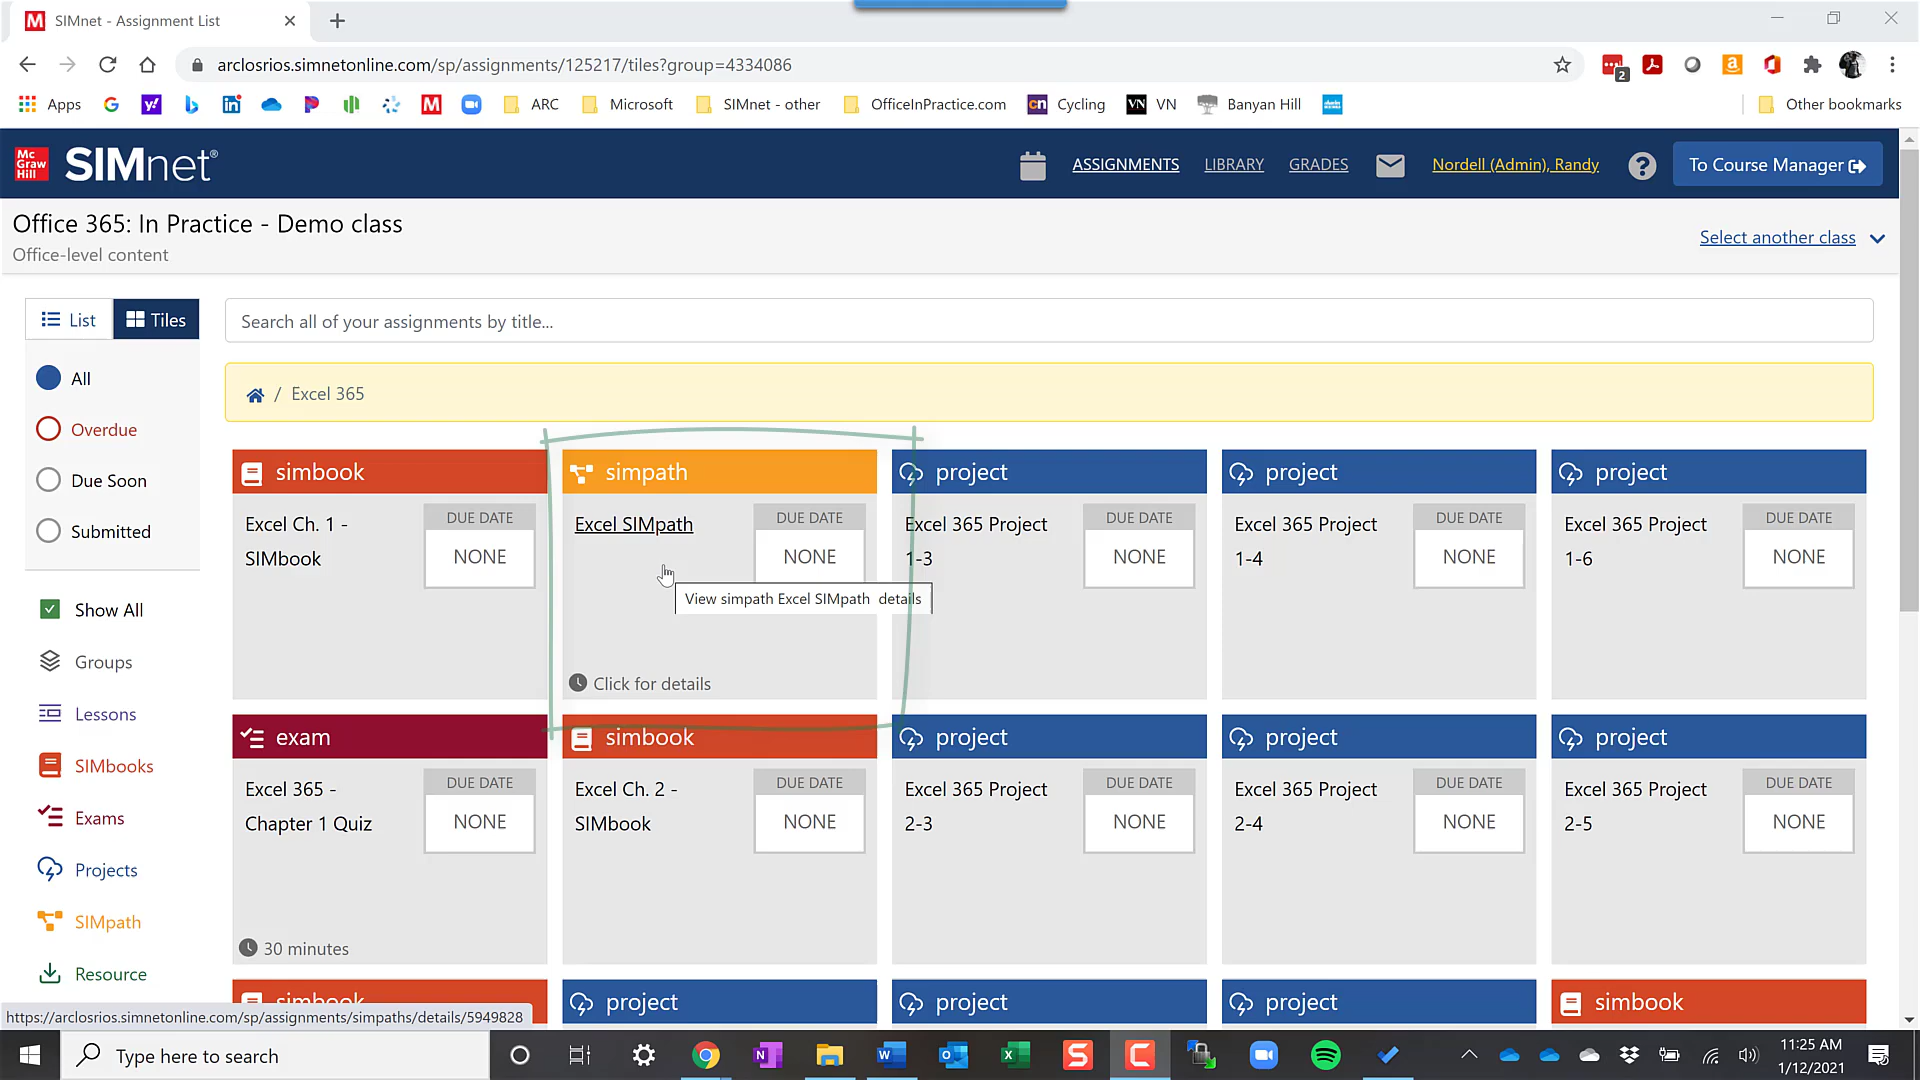 SIMnet - Assignment List
arclosrios.simnetonline.com/sp/assignments/125217/tiles?group=4334086
2
Apps
ARC
Microsoft
SIMnet - other
OfficeInPractice.com
cn
Cycling
VN
VN
Banyan Hill
Other bookmarks
Mc
Graw
Hill
SIMnet®
ASSIGNMENTS
LIBRARY
GRADES
Nordell (Admin), Randy
To Course Manager
Office 365: In Practice - Demo class
Office-level content
Select another class
List
Tiles
Search all of your assignments by title...
All
Overdue
Due Soon
Submitted
/ Excel 365
Show All
Groups
Lessons
SIMbooks
Exams
Projects
SIMpath
Resource
simbook
Excel Ch. 1 -
SIMbook
DUE DATE
NONE
simpath
Excel SIMpath
DUE DATE
NONE
View simpath Excel SIMpath details
Click for details
project
Excel 365 Project
1-3
DUE DATE
NONE
project
Excel 365 Project
1-4
DUE DATE
NONE
project
Excel 365 Project
1-6
DUE DATE
NONE
exam
Excel 365 -
Chapter 1 Quiz
DUE DATE
NONE
30 minutes
simbook
Excel Ch. 2 -
SIMbook
DUE DATE
NONE
project
Excel 365 Project
2-3
DUE DATE
NONE
project
Excel 365 Project
2-4
DUE DATE
NONE
project
Excel 365 Project
2-5
DUE DATE
NONE
simbook
project
project
project
simbook
https://arclosrios.simnetonline.com/sp/assignments/simpaths/details/5949828
Type here to search
11:25 AM
1/12/2021